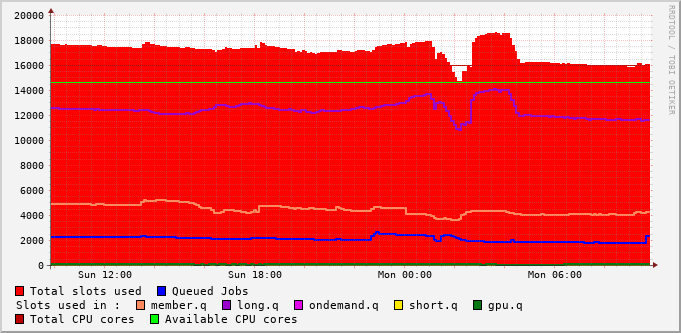 20000
18000
16000
14000
12000
10000
8000
6000
4000
2000
0
Sun 12:00 Sun 18:00 Mon 00:00 Mon 06:00
RRDTOOL / TOBI OETIKER
Total slots used Queued Jobs
Slots used in : member.q long.q ondemand.q short.q gpu.q
Total CPU cores Available CPU cores